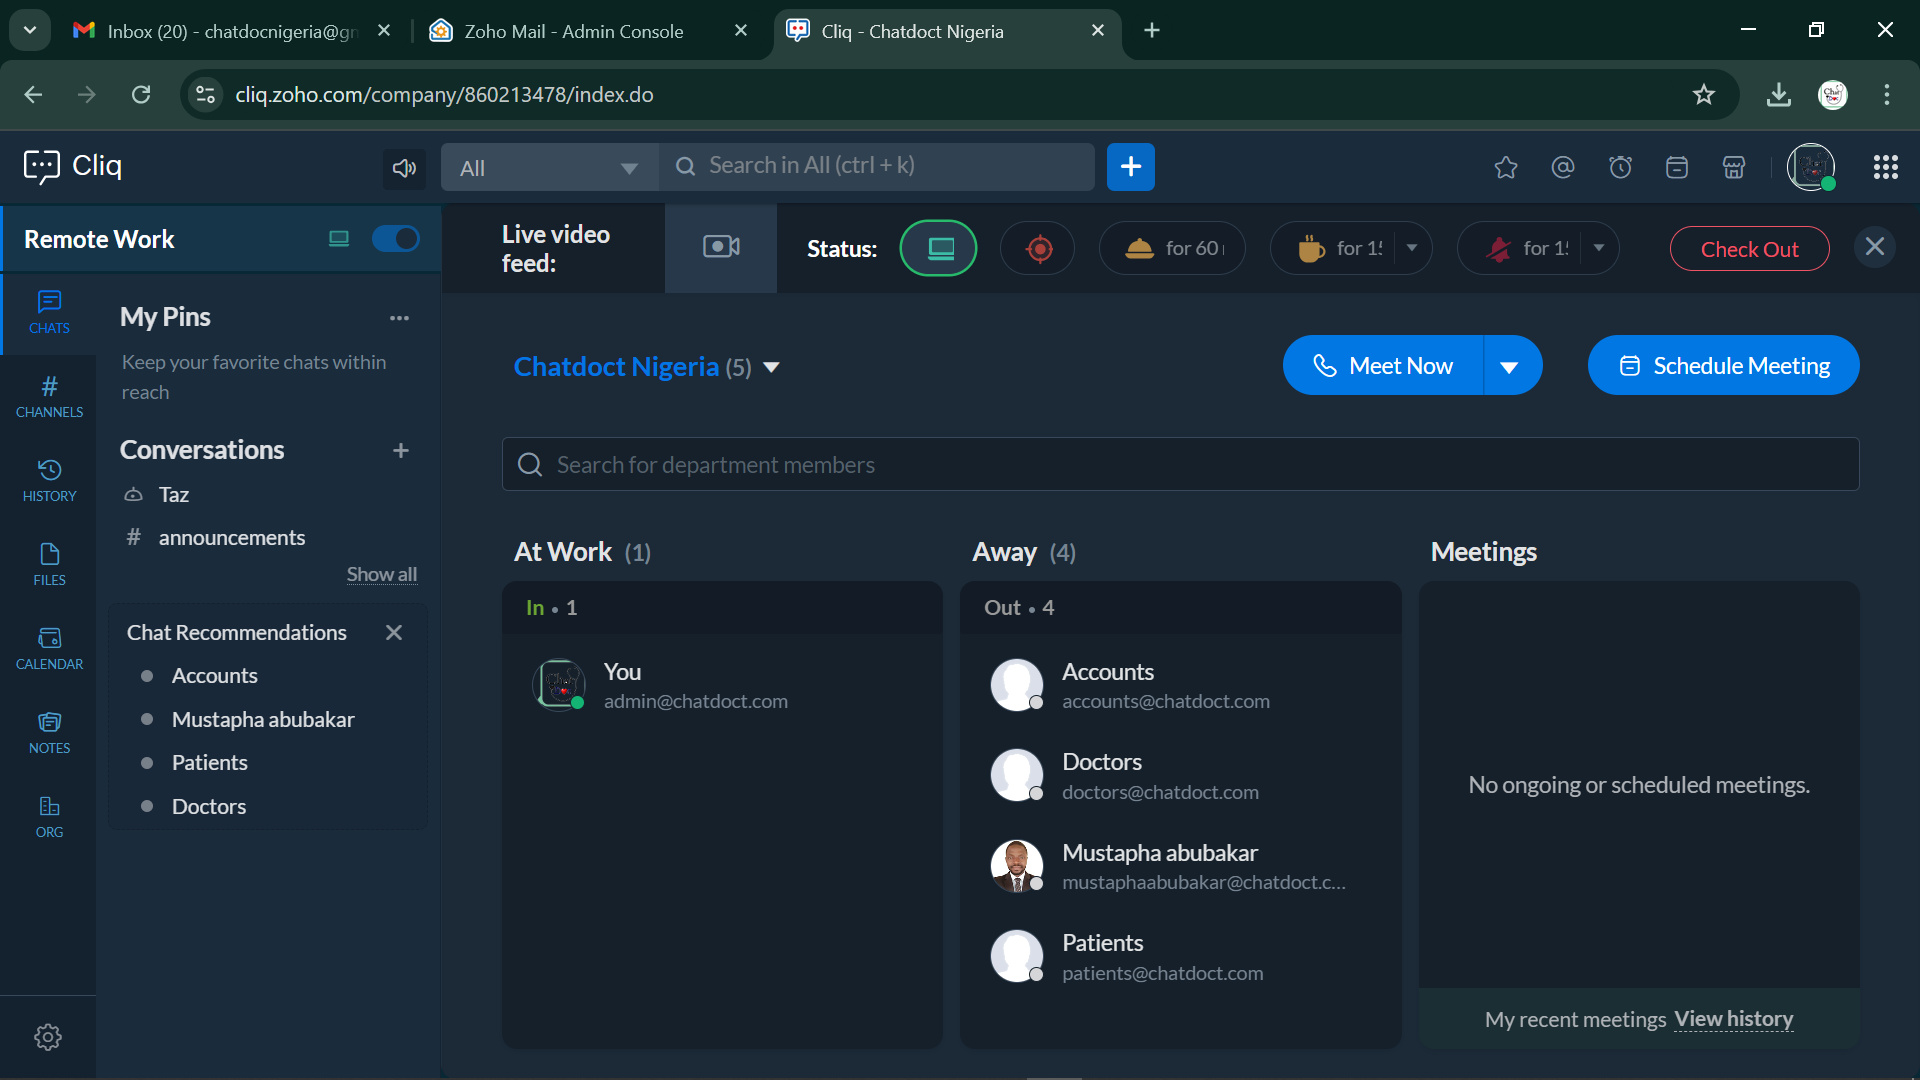 Inbox (20) - chatdocnigeria@gm
Zoho Mail - Admin Console
Cliq - Chatdoct Nigeria
cliq.zoho.com/company/860213478/index.do
Cliq
All
Search in All (ctrl + k)
Remote Work
Live video feed:
Status:
for 60
for 15
for 15
Check Out
CHATS
CHANNELS
HISTORY
FILES
CALENDAR
NOTES
ORG
My Pins
Keep your favorite chats within
reach
Conversations
Taz
# announcements
Show all
Chat Recommendations
Accounts
Mustapha abubakar
Patients
Doctors
Chatdoct Nigeria (5)
Meet Now
Schedule Meeting
Search for department members
At Work (1)
In • 1
You
admin@chatdoct.com
Away (4)
Out • 4
Accounts
accounts@chatdoct.com
Doctors
doctors@chatdoct.com
Mustapha abubakar
mustaphaabubakar@chatdoct.c...
Patients
patients@chatdoct.com
Meetings
No ongoing or scheduled meetings.
My recent meetings View history